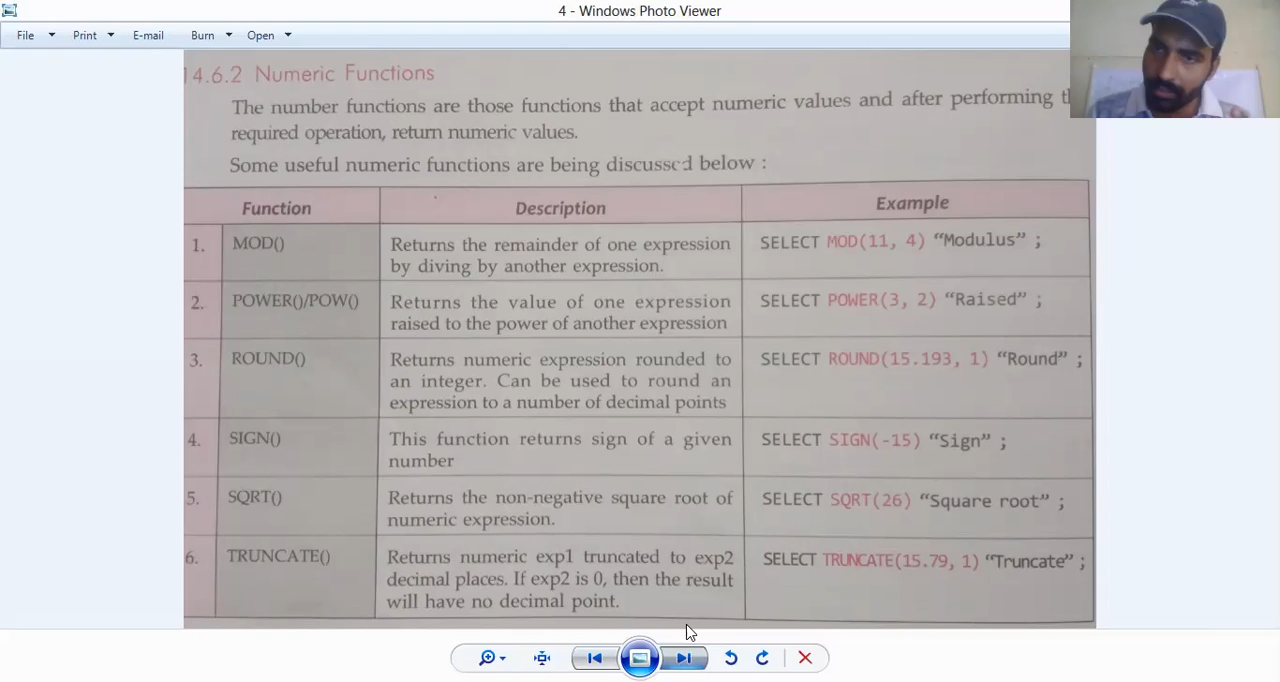 4 - Windows Photo Viewer
File Print E-mail Burn Open
14.6.2 Numeric Functions
The number functions are those functions that accept numeric values and after performing
required operation, return numeric values.
Some useful numeric functions are being discussed below :
Function Description Example
1. MOD() Returns the remainder of one expression SELECT MOD(11, 4) “Modulus” ;
by diving by another expression.
2. POWER()/POW() Returns the value of one expression SELECT POWER(3, 2) “Raised” ;
raised to the power of another expression
3. ROUND() Returns numeric expression rounded to SELECT ROUND(15.193, 1) “Round” ;
an integer. Can be used to round an
expression to a number of decimal points
4. SIGN() This function returns sign of a given SELECT SIGN(-15) “Sign” ;
number
5. SQRT() Returns the non-negative square root of SELECT SQRT(26) “Square root” ;
numeric expression.
6. TRUNCATE() Returns numeric exp1 truncated to exp2 SELECT TRUNCATE(15.79, 1) “Truncate” ;
decimal places. If exp2 is 0, then the result
will have no decimal point.